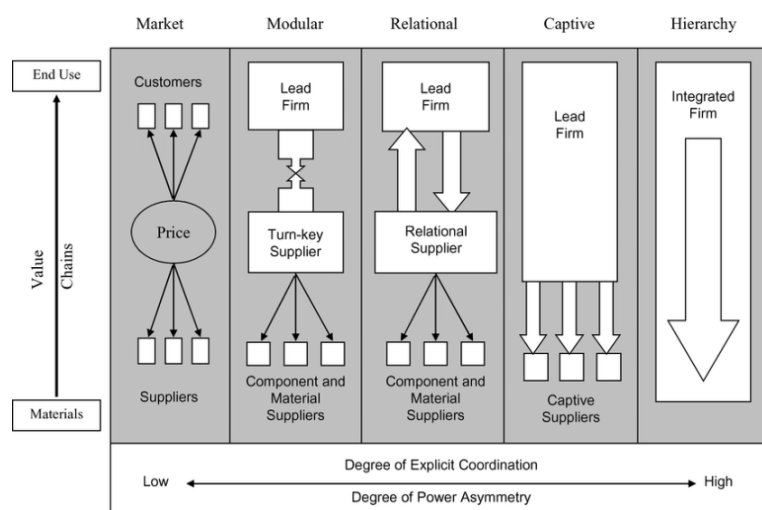 Market
Modular
Relational
Captive
Hierarchy
End Use
Value
Chains
Materials
Customers
Price
Suppliers
Lead
Firm
Turn-key
Supplier
Component and
Material
Suppliers
Lead
Firm
Relational
Supplier
Component and
Material
Suppliers
Lead
Firm
Captive
Suppliers
Integrated
Firm
Degree of Explicit Coordination
Low
High
Degree of Power Asymmetry